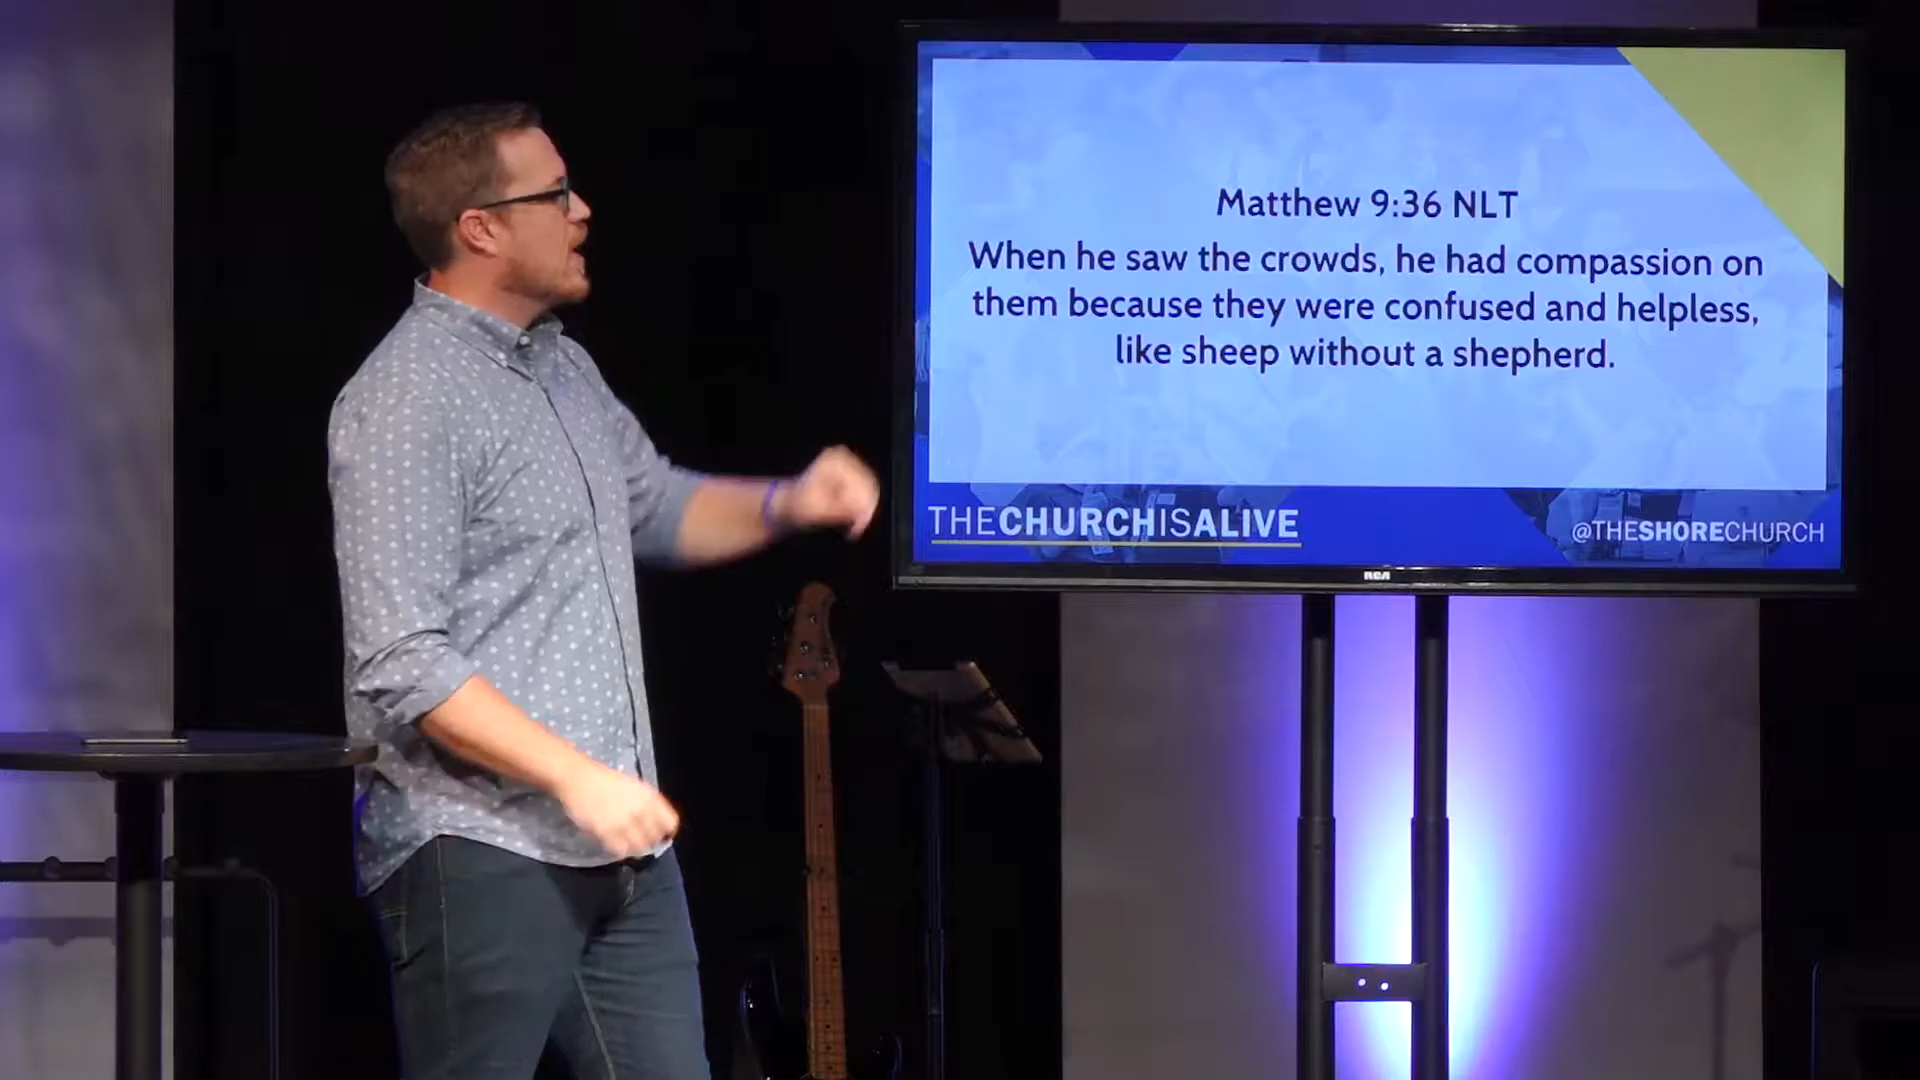 Matthew 9:36 NLT
When he saw the crowds, he had compassion on
them because they were confused and helpless,
like sheep without a shepherd.
THECHURCHISALIVE
@THESHORECHURCH
RCA